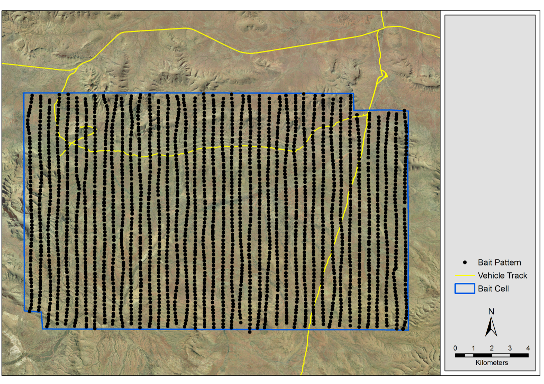 Bait Pattern
Vehicle Track
Bait Cell
N
0 1 2 3 4
Kilometers